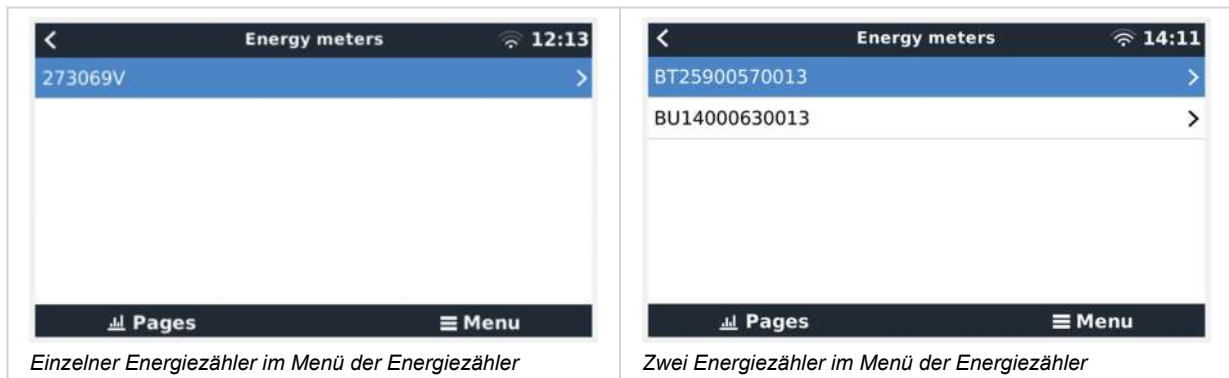 Energy meters 12:13
273069V
Pages Menu
Einzelner Energiezähler im Menü der Energiezähler
Energy meters 14:11
BT25900570013
BU14000630013
Pages Menu
Zwei Energiezähler im Menü der Energiezähler